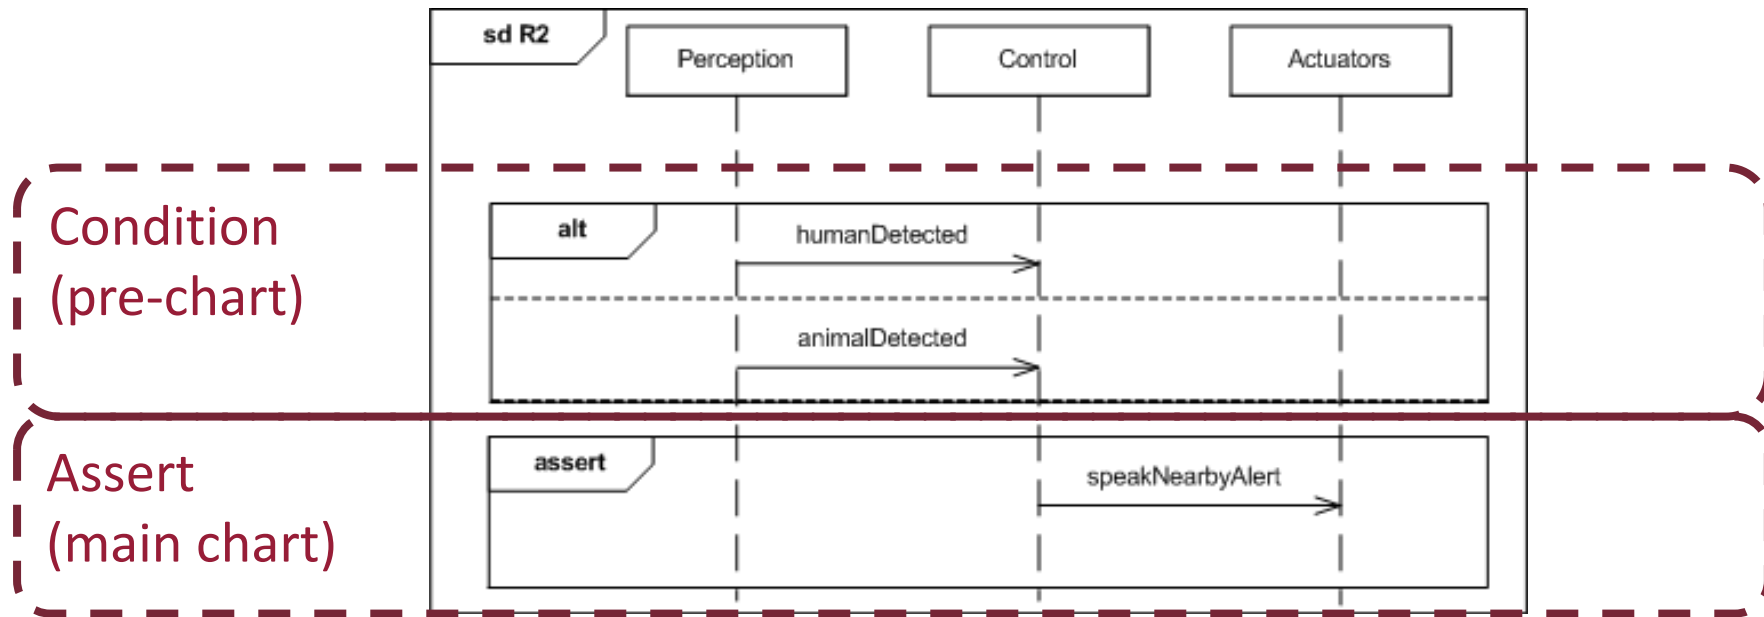 sd R2
Perception
Control
Actuators
Condition
(pre-chart)
alt
humanDetected
animalDetected
Assert
(main chart)
assert
speakNearbyAlert